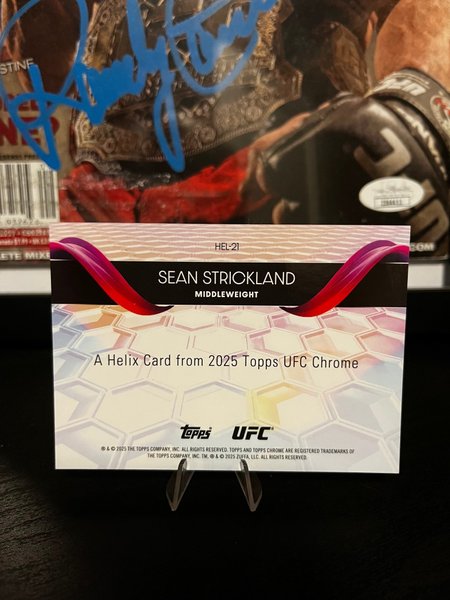 Randy
HEL-21
SEAN STRICKLAND
MIDDLEWEIGHT
A Helix Card from 2025 Topps UFC Chrome
topps UFC
® & © 2025 THE TOPPS COMPANY, INC. ALL RIGHTS RESERVED. TOPPS AND TOPPS CHROME ARE REGISTERED TRADEMARKS OF
THE TOPPS COMPANY, INC. TM, ® & © 2025 ZUFFA, LLC. ALL RIGHTS RESERVED.